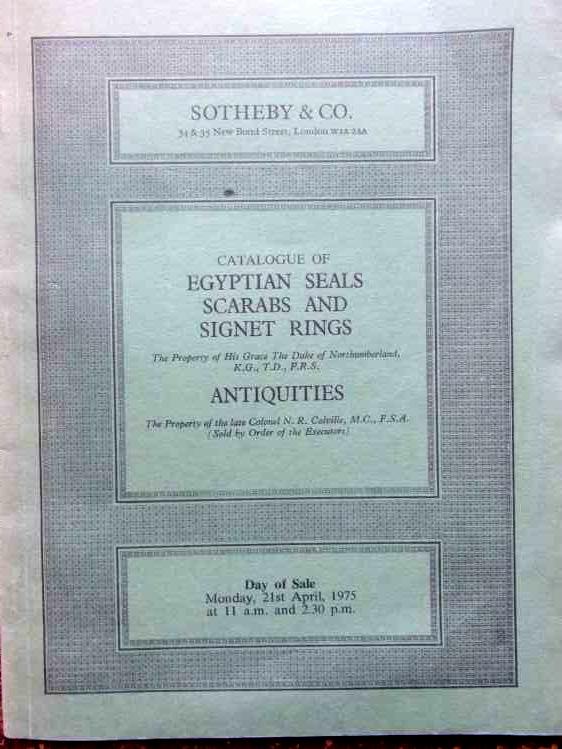 SOTHEBY & CO.
34 & 35 New Bond Street, London W1A 2AA
CATALOGUE OF
EGYPTIAN SEALS
SCARABS AND
SIGNET RINGS
The Property of His Grace The Duke of Northumberland,
K.G., T.D., F.R.S.
ANTIQUITIES
The Property of the late Colonel N. R. Colville, M.C., F.S.A.
(Sold by Order of the Executors)
Day of Sale
Monday, 21st April, 1975
at 11 a.m. and 2.30 p.m.